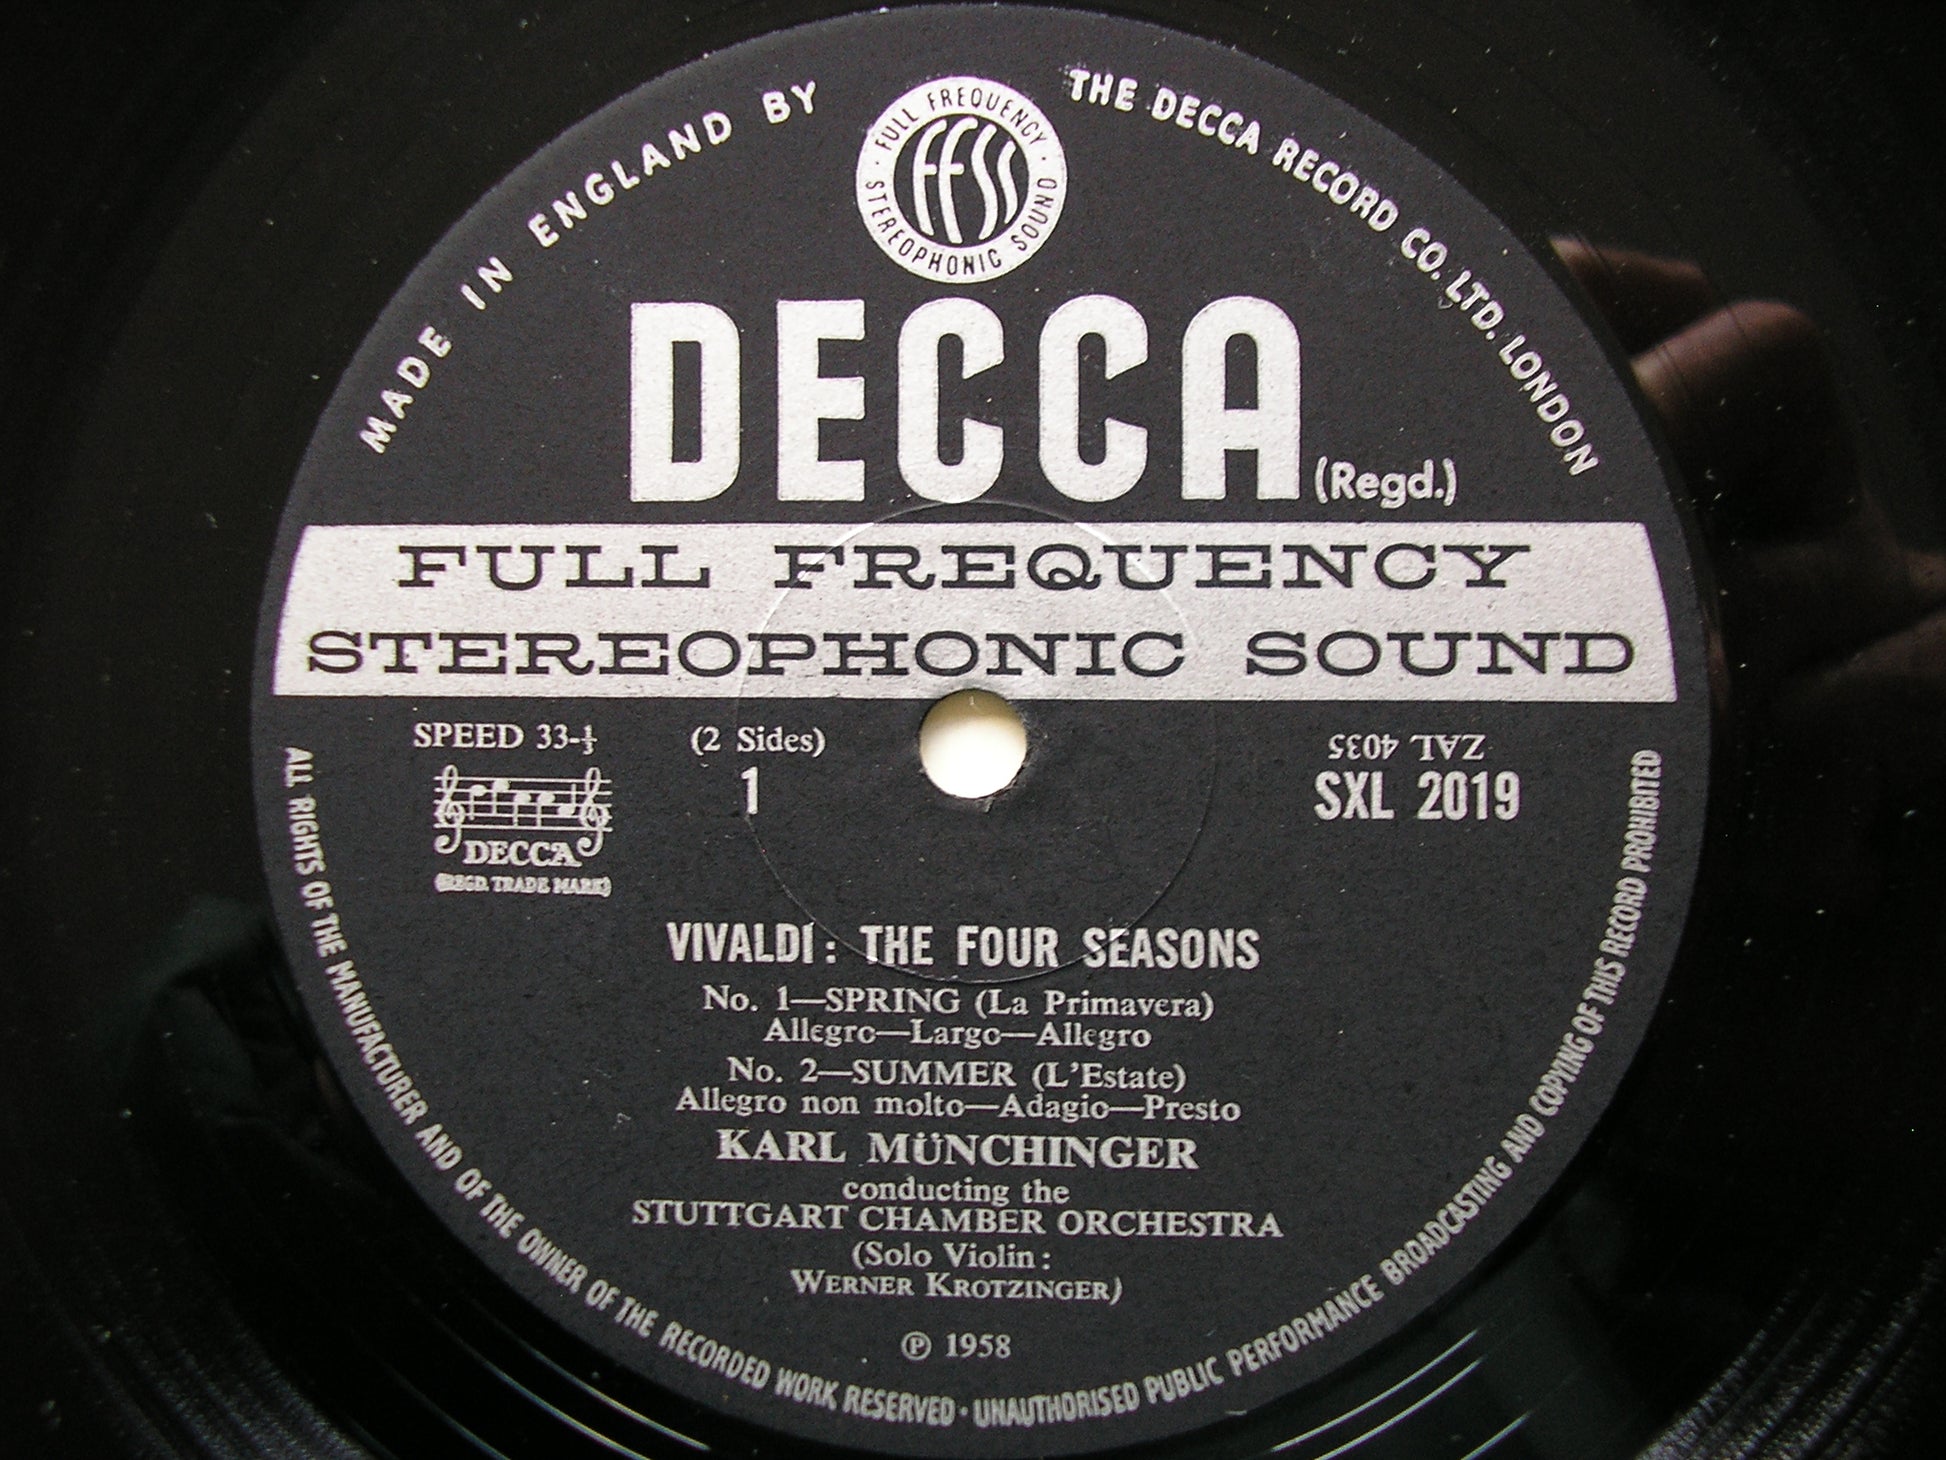 MADE IN ENGLAND BY
THE DECCA RECORD CO. LTD. LONDON
FULL FREQUENCY
FFSS
STEREOPHONIC SOUND
DECCA (Regd.)
FULL FREQUENCY
STEREOPHONIC SOUND
SPEED 33-⅓
(2 Sides)
1
ZAL 4035
SXL 2019
DECCA
(REGD. TRADE MARK)
VIVALDI : THE FOUR SEASONS
No. 1—SPRING (La Primavera)
Allegro—Largo—Allegro
No. 2—SUMMER (L'Estate)
Allegro non molto—Adagio—Presto
KARL MÜNCHINGER
conducting the
STUTTGART CHAMBER ORCHESTRA
(Solo Violin :
WERNER KROTZINGER)
℗ 1958
ALL RIGHTS OF THE MANUFACTURER AND OF THE OWNER OF THE RECORDED WORK RESERVED · UNAUTHORISED PUBLIC PERFORMANCE BROADCASTING AND COPYING OF THIS RECORD PROHIBITED